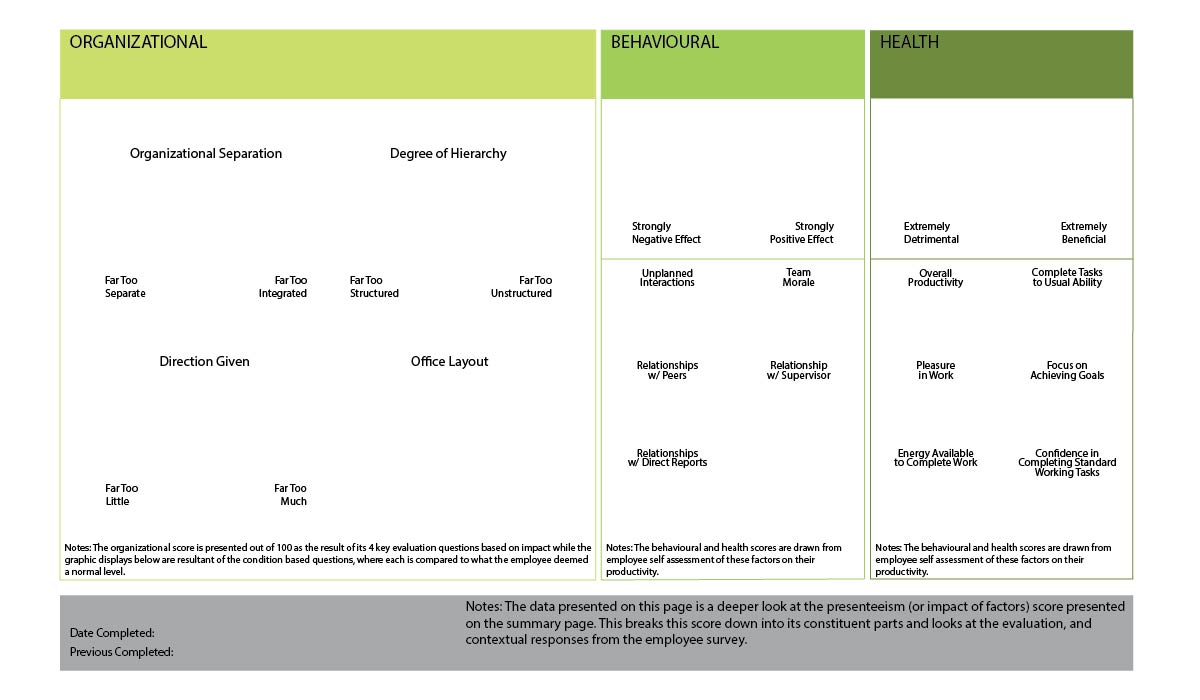 ORGANIZATIONAL
Organizational Separation
Degree of Hierarchy
Far Too
Separate
Far Too
Integrated
Far Too
Structured
Far Too
Unstructured
Direction Given
Office Layout
Far Too
Little
Far Too
Much
Notes: The organizational score is presented out of 100 as the result of its 4 key evaluation questions based on impact while the
graphic displays below are resultant of the condition based questions, where each is compared to what the employee deemed
a normal level.
BEHAVIOURAL
Strongly
Negative Effect
Strongly
Positive Effect
Unplanned
Interactions
Team
Morale
Relationships
w/ Peers
Relationship
w/ Supervisor
Relationships
w/ Direct Reports
Notes: The behavioural and health scores are drawn from
employee self assessment of these factors on their
productivity.
HEALTH
Extremely
Detrimental
Extremely
Beneficial
Overall
Productivity
Complete Tasks
to Usual Ability
Pleasure
in Work
Focus on
Achieving Goals
Energy Available
to Complete Work
Confidence in
Completing Standard
Working Tasks
Notes: The behavioural and health scores are drawn from
employee self assessment of these factors on their
productivity.
Date Completed:
Previous Completed:
Notes: The data presented on this page is a deeper look at the presenteeism (or impact of factors) score presented
on the summary page. This breaks this score down into its constituent parts and looks at the evaluation, and
contextual responses from the employee survey.